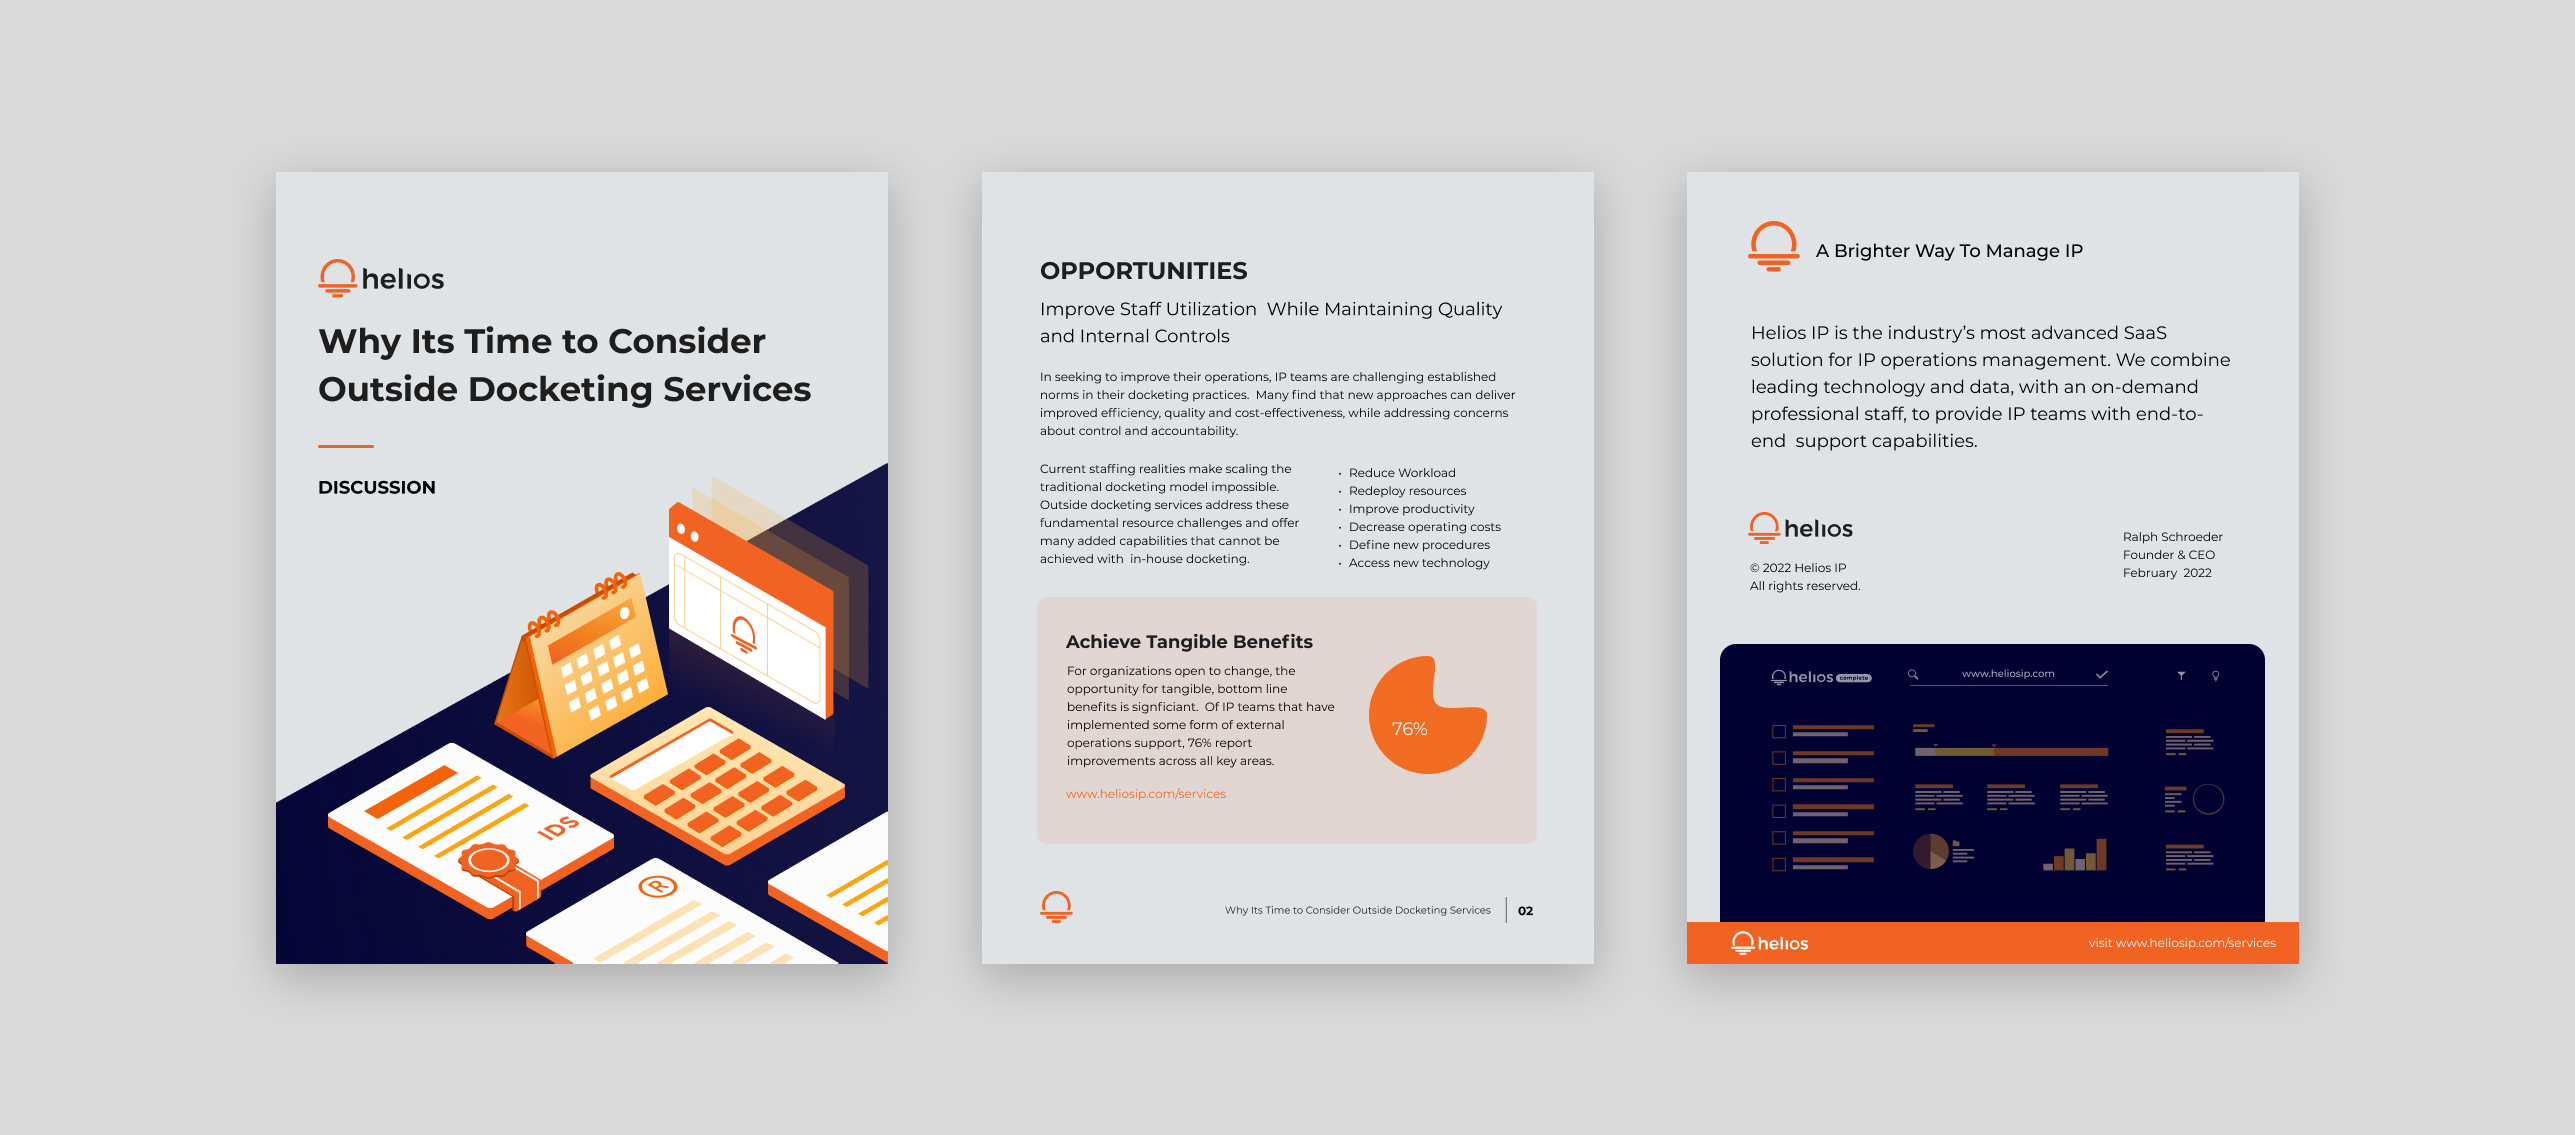 helios
Why Its Time to Consider
Outside Docketing Services
DISCUSSION
IDS
R
OPPORTUNITIES
Improve Staff Utilization  While Maintaining Quality
and Internal Controls
In seeking to improve their operations, IP teams are challenging established
norms in their docketing practices.  Many find that new approaches can deliver
improved efficiency, quality and cost-effectiveness, while addressing concerns
about control and accountability.
Current staffing realities make scaling the
traditional docketing model impossible.
Outside docketing services address these
fundamental resource challenges and offer
many added capabilities that cannot be
achieved with  in-house docketing.
• Reduce Workload
• Redeploy resources
• Improve productivity
• Decrease operating costs
• Define new procedures
• Access new technology
Achieve Tangible Benefits
For organizations open to change, the
opportunity for tangible, bottom line
benefits is signficiant.  Of IP teams that have
implemented some form of external
operations support, 76% report
improvements across all key areas.
www.heliosip.com/services
76%
Why Its Time to Consider Outside Docketing Services
02
A Brighter Way To Manage IP
Helios IP is the industry’s most advanced SaaS
solution for IP operations management. We combine
leading technology and data, with an on-demand
professional staff, to provide IP teams with end-to-
end  support capabilities.
helios
© 2022 Helios IP
All rights reserved.
Ralph Schroeder
Founder & CEO
February  2022
helios complete
www.heliosip.com
helios
visit www.heliosip.com/services